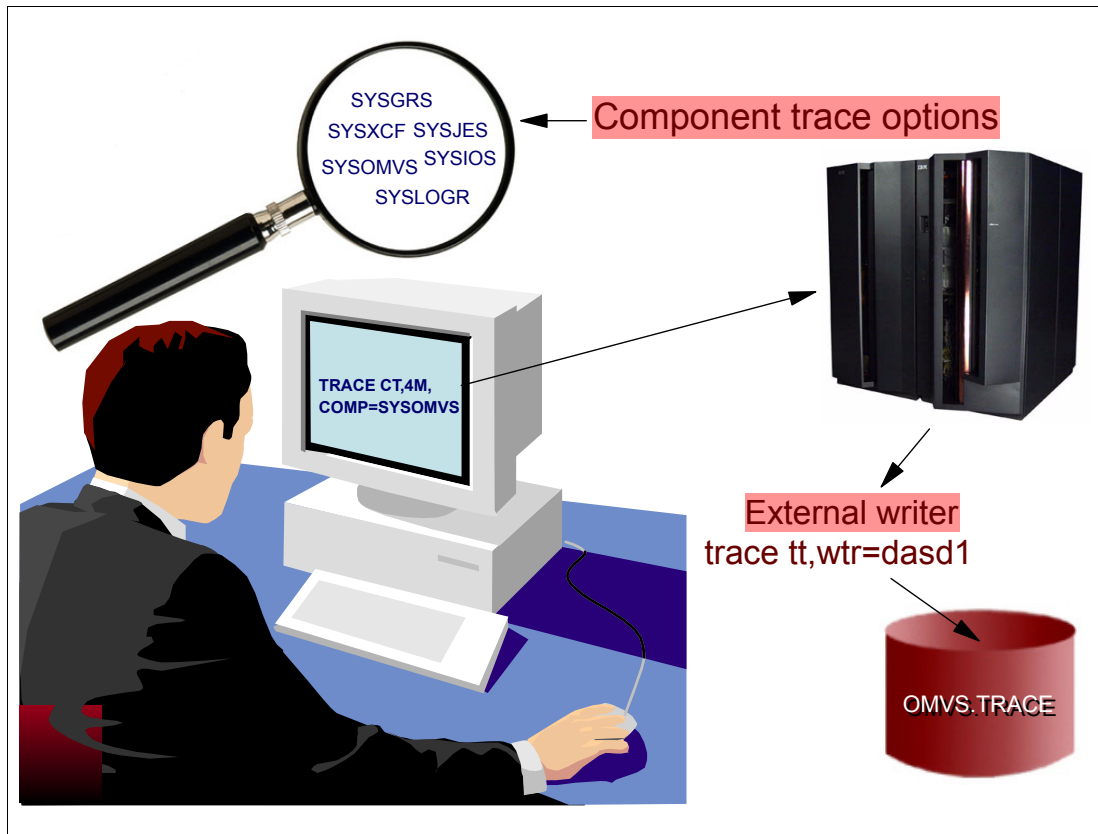 SYSGRS
SYSXCF SYSJES
SYSOMVS SYSIOS
SYSLOGR
Component trace options
TRACE CT,4M,
COMP=SYSOMVS
External writer
trace tt,wtr=dasd1
OMVS.TRACE